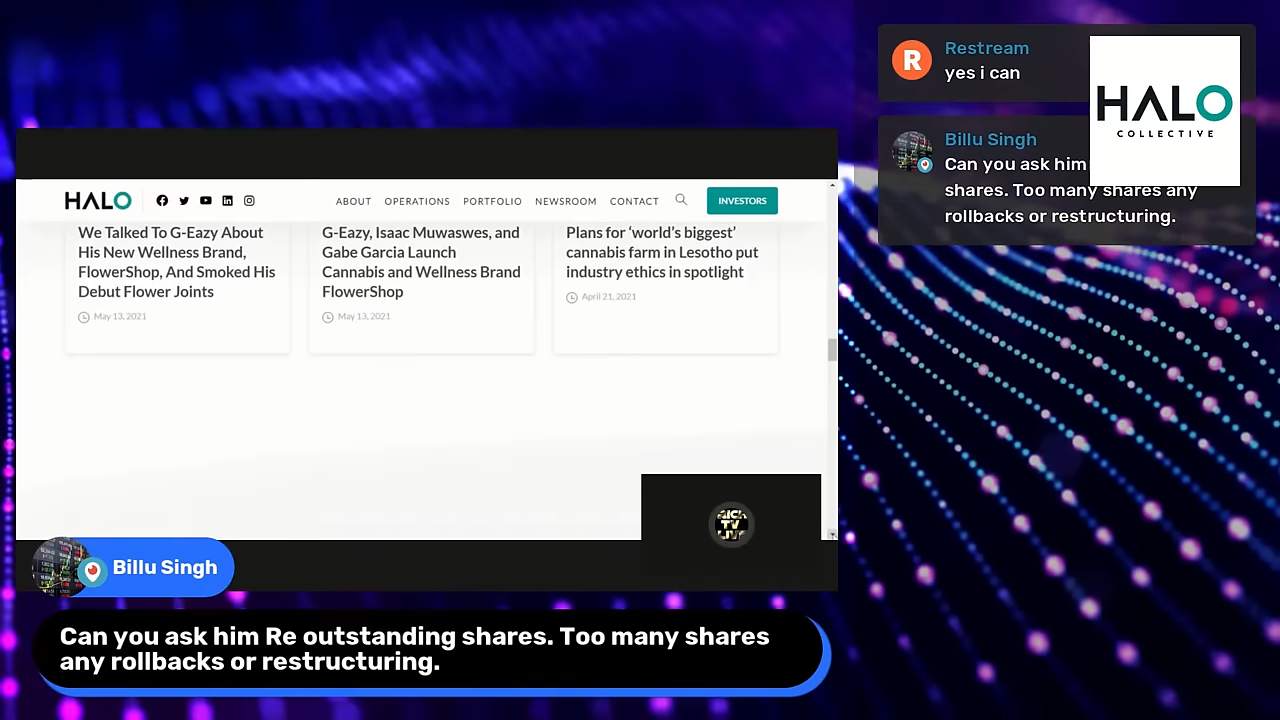 Restream
yes i can
HALO
COLLECTIVE
Billu Singh
Can you ask him
shares. Too many shares any
rollbacks or restructuring.
HALO
ABOUT OPERATIONS PORTFOLIO NEWSROOM CONTACT INVESTORS
We Talked To G-Eazy About
His New Wellness Brand,
FlowerShop, And Smoked His
Debut Flower Joints
May 13, 2021
G-Eazy, Isaac Muwaswes, and
Gabe Garcia Launch
Cannabis and Wellness Brand
FlowerShop
May 13, 2021
Plans for ‘world’s biggest’
cannabis farm in Lesotho put
industry ethics in spotlight
April 21, 2021
RICH
TV
LIVE
Billu Singh
Can you ask him Re outstanding shares. Too many shares
any rollbacks or restructuring.